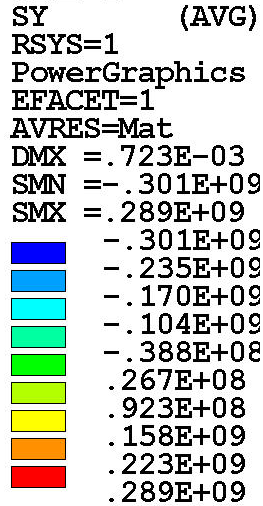 SY (AVG)
RSYS=1
PowerGraphics
EFACET=1
AVRES=Mat
DMX =.723E-03
SMN =-.301E+09
SMX =.289E+09
-.301E+09
-.235E+09
-.170E+09
-.104E+09
-.388E+08
.267E+08
.923E+08
.158E+09
.223E+09
.289E+09